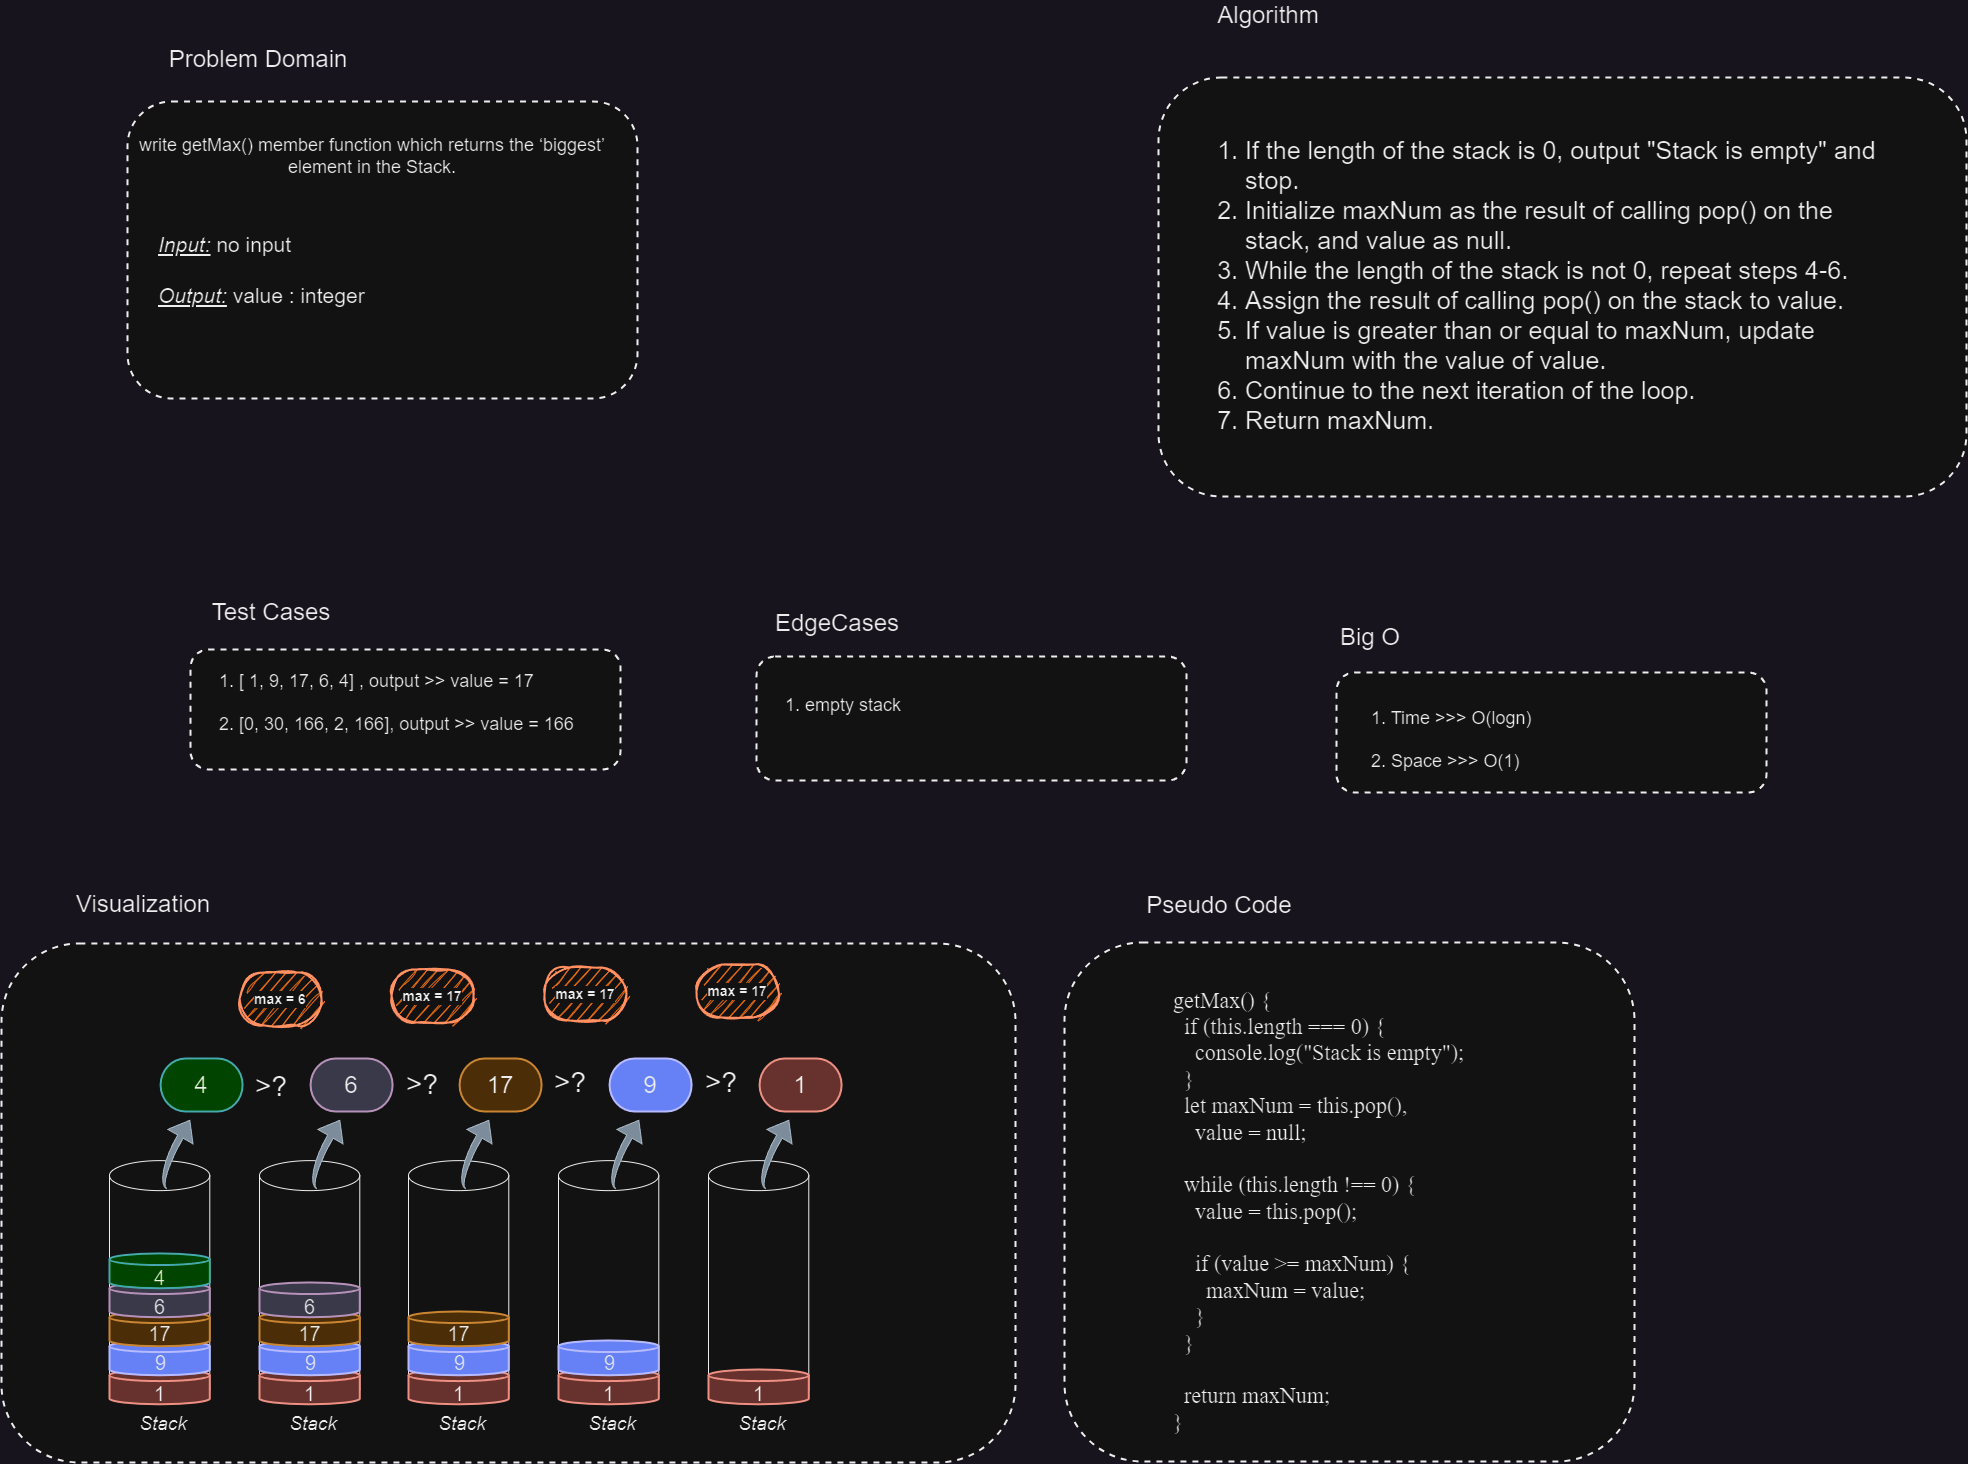 Problem Domain
write getMax() member function which returns the ‘biggest’
element in the Stack.
Input: no input
Output: value : integer
Algorithm
1. If the length of the stack is 0, output "Stack is empty" and
stop.
2. Initialize maxNum as the result of calling pop() on the
stack, and value as null.
3. While the length of the stack is not 0, repeat steps 4-6.
4. Assign the result of calling pop() on the stack to value.
5. If value is greater than or equal to maxNum, update
maxNum with the value of value.
6. Continue to the next iteration of the loop.
7. Return maxNum.
Test Cases
1. [ 1, 9, 17, 6, 4] , output >> value = 17
2. [0, 30, 166, 2, 166], output >> value = 166
EdgeCases
1. empty stack
Big O
1. Time >>> O(logn)
2. Space >>> O(1)
Visualization
max = 6
max = 17
max = 17
max = 17
4 >? 6 >? 17 >? 9 >? 1
4
6
17
9
1
Stack
6
17
9
1
Stack
17
9
1
Stack
9
1
Stack
1
Stack
Pseudo Code
getMax() {
if (this.length === 0) {
console.log("Stack is empty");
}
let maxNum = this.pop(),
value = null;
while (this.length !== 0) {
value = this.pop();
if (value >= maxNum) {
maxNum = value;
}
}
return maxNum;
}